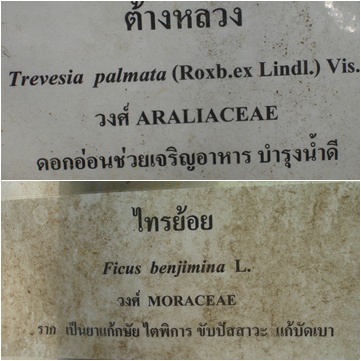 ต้างหลวง
Trevesia palmata (Roxb.ex Lindl.) Vis.
วงศ์ ARALIACEAE
ดอกอ่อนช่วยเจริญอาหาร บำรุงน้ำดี
ไทรย้อย
Ficus benjimina L.
วงศ์ MORACEAE
ราก เป็นยาแก้กษัย ไตพิการ ขับปัสสาวะ แก้ขัดเบา